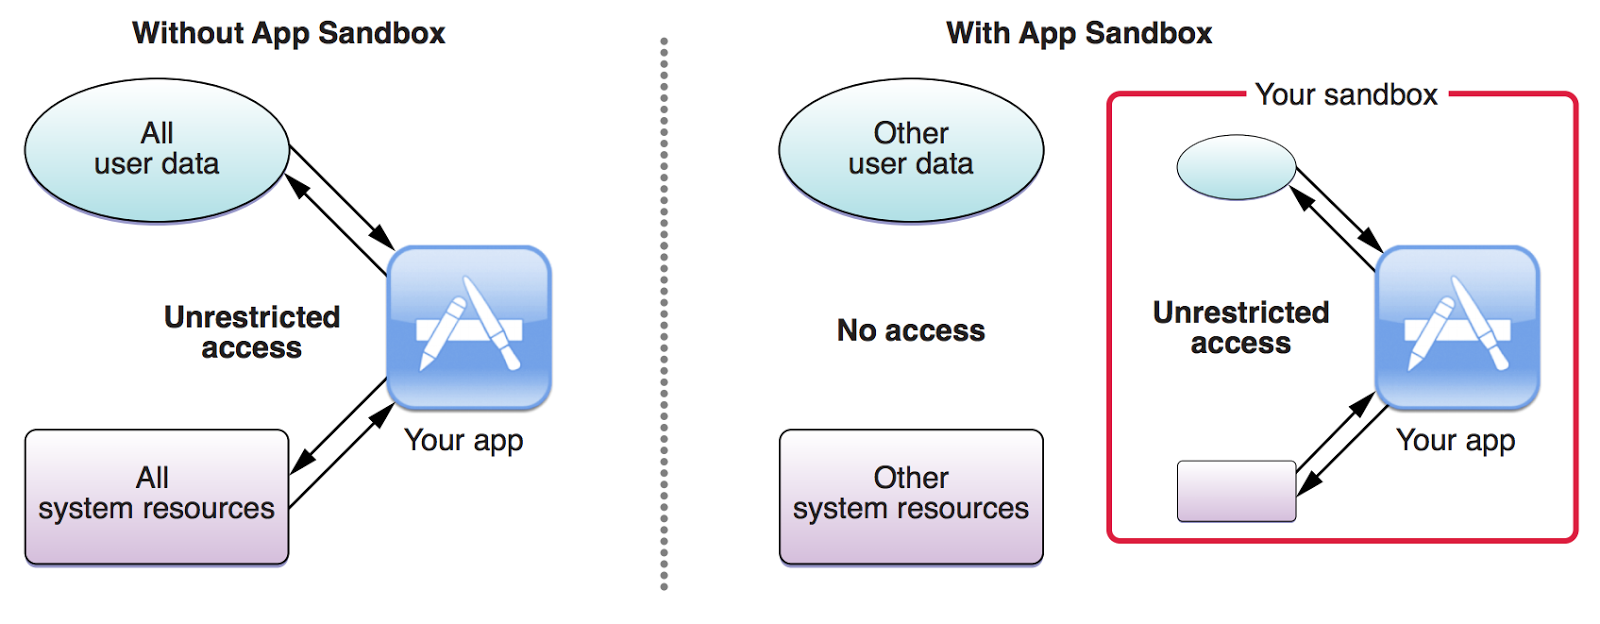 Without App Sandbox
All
user data
Unrestricted
access
Your app
All
system resources
With App Sandbox
Other
user data
No access
Other
system resources
Your sandbox
Unrestricted
access
Your app